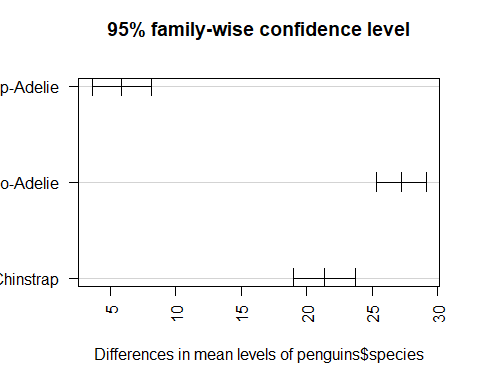 95% family-wise confidence level
p-Adelie
o-Adelie
Chinstrap
5
10
15
20
25
30
Differences in mean levels of penguins$species